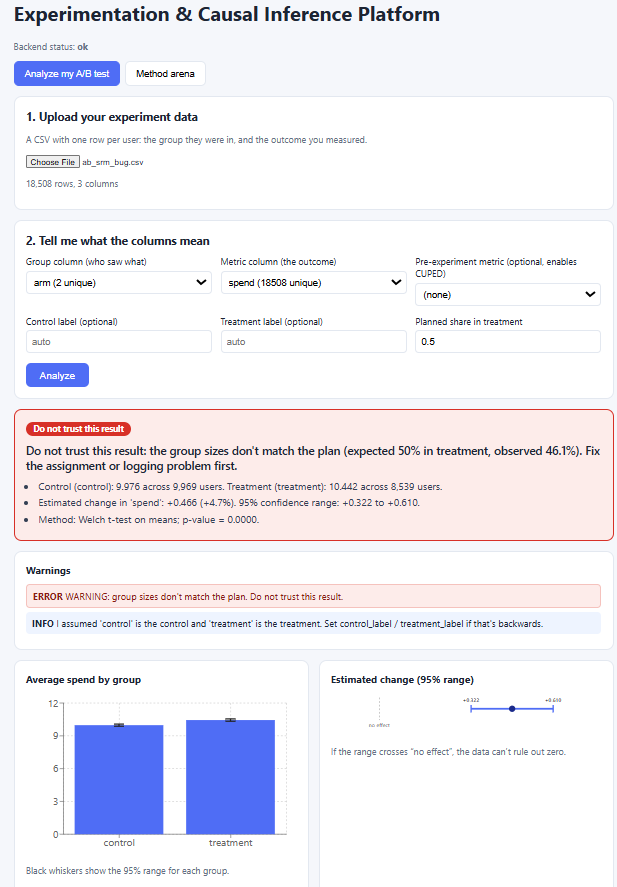 Experimentation & Causal Inference Platform
Backend status: ok
Analyze my A/B test
Method arena
1. Upload your experiment data
A CSV with one row per user: the group they were in, and the outcome you measured.
Choose File ab_srm_bug.csv
18,508 rows, 3 columns
2. Tell me what the columns mean
Group column (who saw what)
arm (2 unique)
Metric column (the outcome)
spend (18508 unique)
Pre-experiment metric (optional, enables
CUPED)
(none)
Control label (optional)
auto
Treatment label (optional)
auto
Planned share in treatment
0.5
Analyze
Do not trust this result
Do not trust this result: the group sizes don't match the plan (expected 50% in treatment, observed 46.1%). Fix
the assignment or logging problem first.
Control (control): 9.976 across 9,969 users. Treatment (treatment): 10.442 across 8,539 users.
Estimated change in 'spend': +0.466 (+4.7%). 95% confidence range: +0.322 to +0.610.
Method: Welch t-test on means; p-value = 0.0000.
Warnings
ERROR WARNING: group sizes don't match the plan. Do not trust this result.
INFO I assumed 'control' is the control and 'treatment' is the treatment. Set control_label / treatment_label if that's backwards.
Average spend by group
12
9
6
3
0
control
treatment
Black whiskers show the 95% range for each group.
Estimated change (95% range)
+0.322
+0.610
no effect
If the range crosses "no effect", the data can't rule out zero.